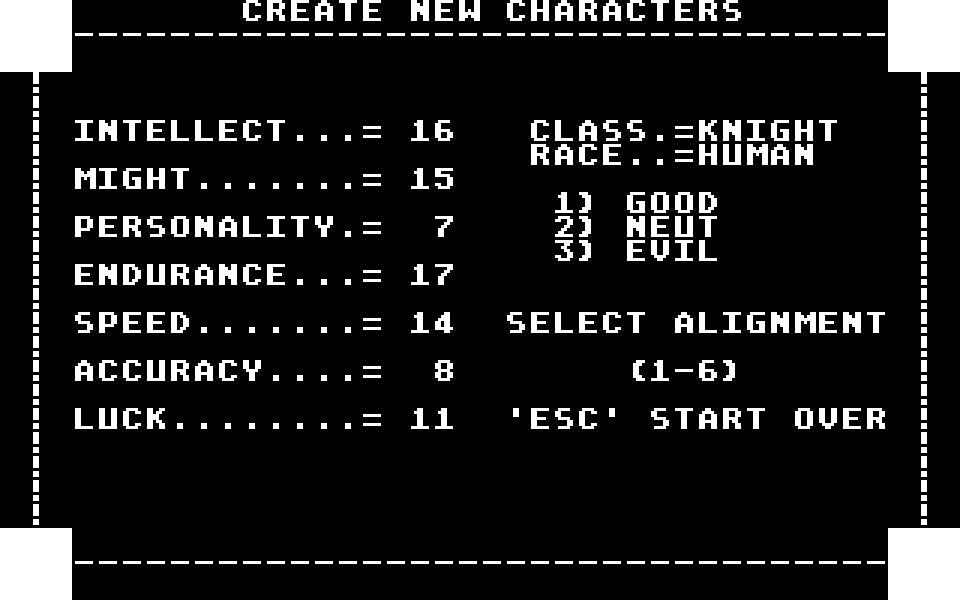 CREATE NEW CHARACTERS
INTELLECT...= 16
MIGHT.......= 15
PERSONALITY.= 7
ENDURANCE...= 17
SPEED.......= 14
ACCURACY....= 8
LUCK........= 11
CLASS.=KNIGHT
RACE..=HUMAN
1) GOOD
2) NEUT
3) EVIL
SELECT ALIGNMENT
(1-6)
'ESC' START OVER